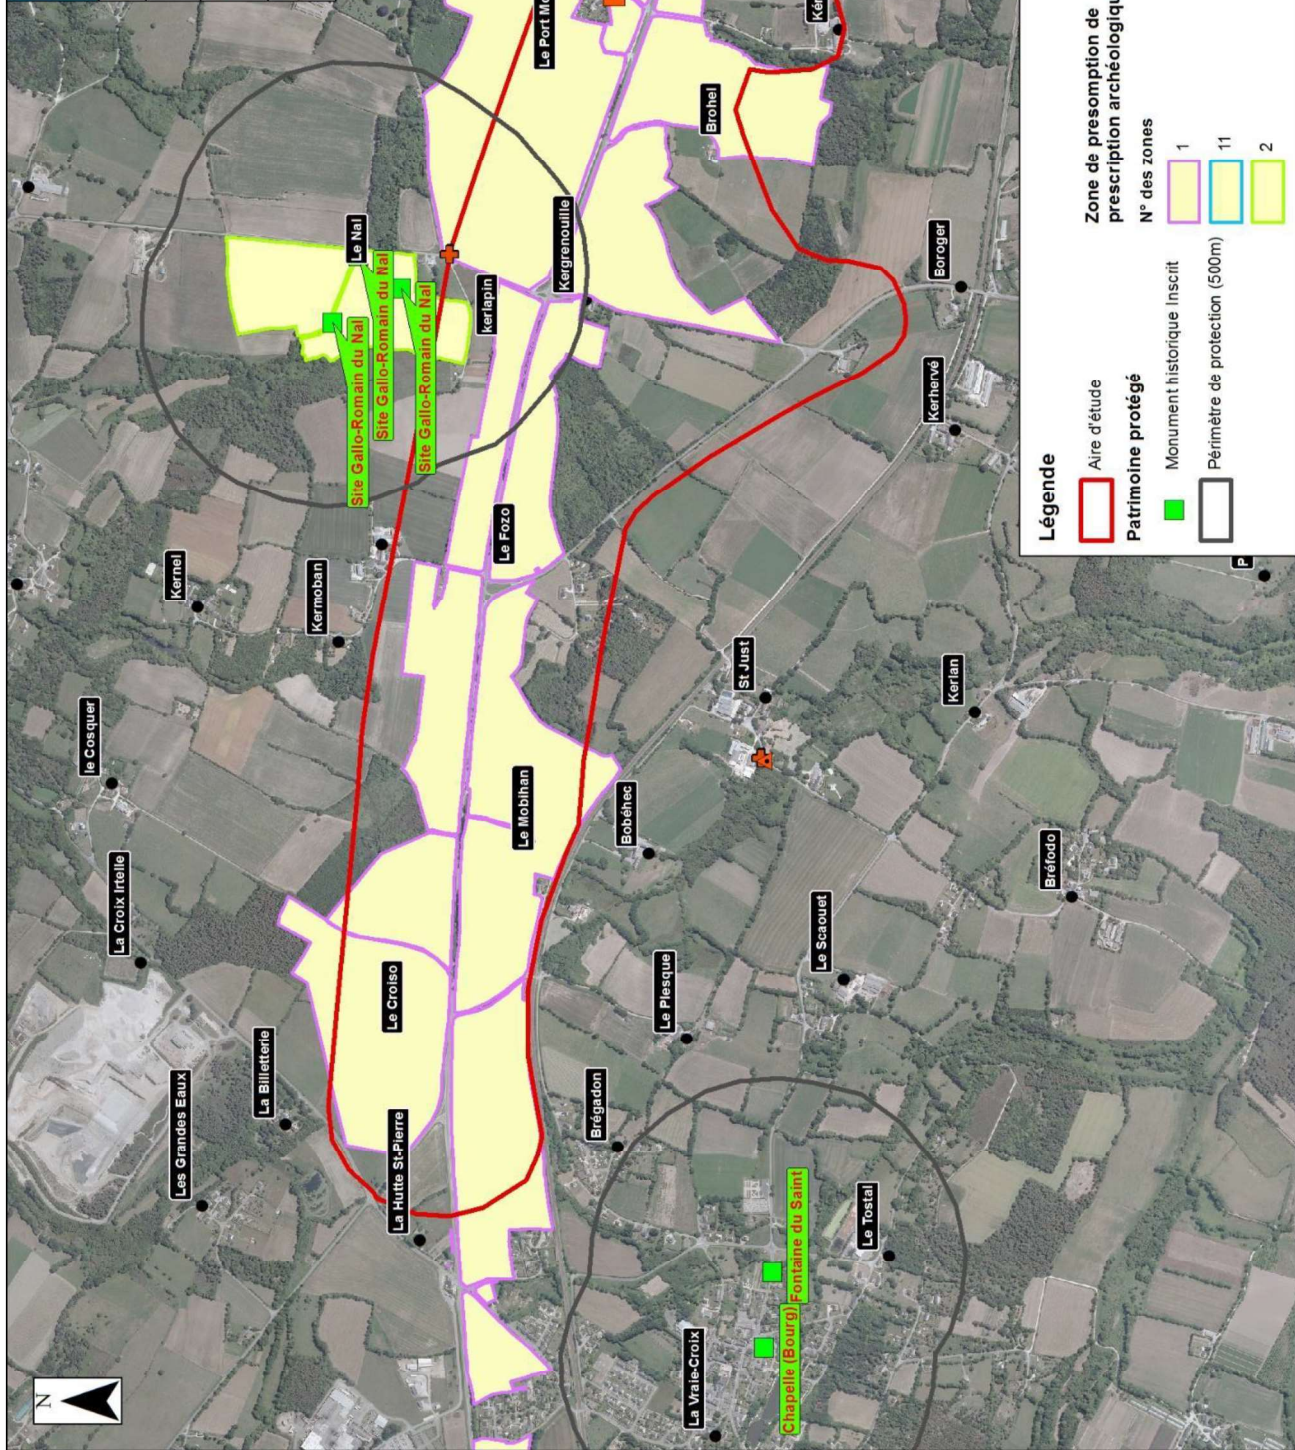 N
La Vraie-Croix
Chapelle (Bourg)
Fontaine du Saint
Le Tostal
Brégadon
La Hutte St-Pierre
Les Grandes Eaux
La Billetterie
La Croix Irtelle
Le Croiso
le Cosquer
Le Plesque
Le Scaouet
Bréfodo
Bobéhec
Le Mobihan
St Just
Kerlan
Kernel
Kermoban
Le Fozo
Site Gallo-Romain du Nal
Site Gallo-Romain du Nal
Site Gallo-Romain du Nal
Le Nal
kerlapin
Kergrenouille
Kerhervé
Boroger
Brohel
Le Port
Légende
Aire d'étude
Patrimoine protégé
Monument historique Inscrit
Périmètre de protection (500m)
Zone de presomption de
prescription archéologiqu
N° des zones
1
11
2